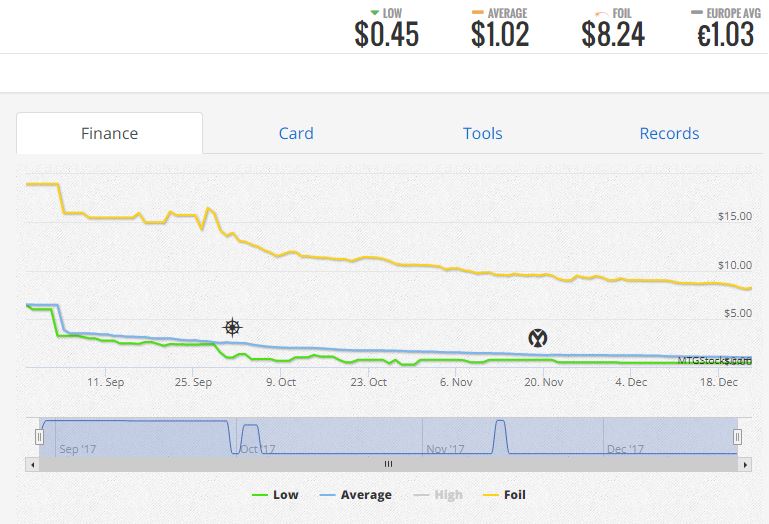 LOW AVERAGE FOIL EUROPE AVG
$0.45 $1.02 $8.24 €1.03
Finance Card Tools Records
$15.00
$10.00
$5.00
MTGStocks.com
11. Sep 25. Sep 9. Oct 23. Oct 6. Nov 20. Nov 4. Dec 18. Dec
Sep '17 Oct '17 Nov '17 Dec '17
Low Average High Foil